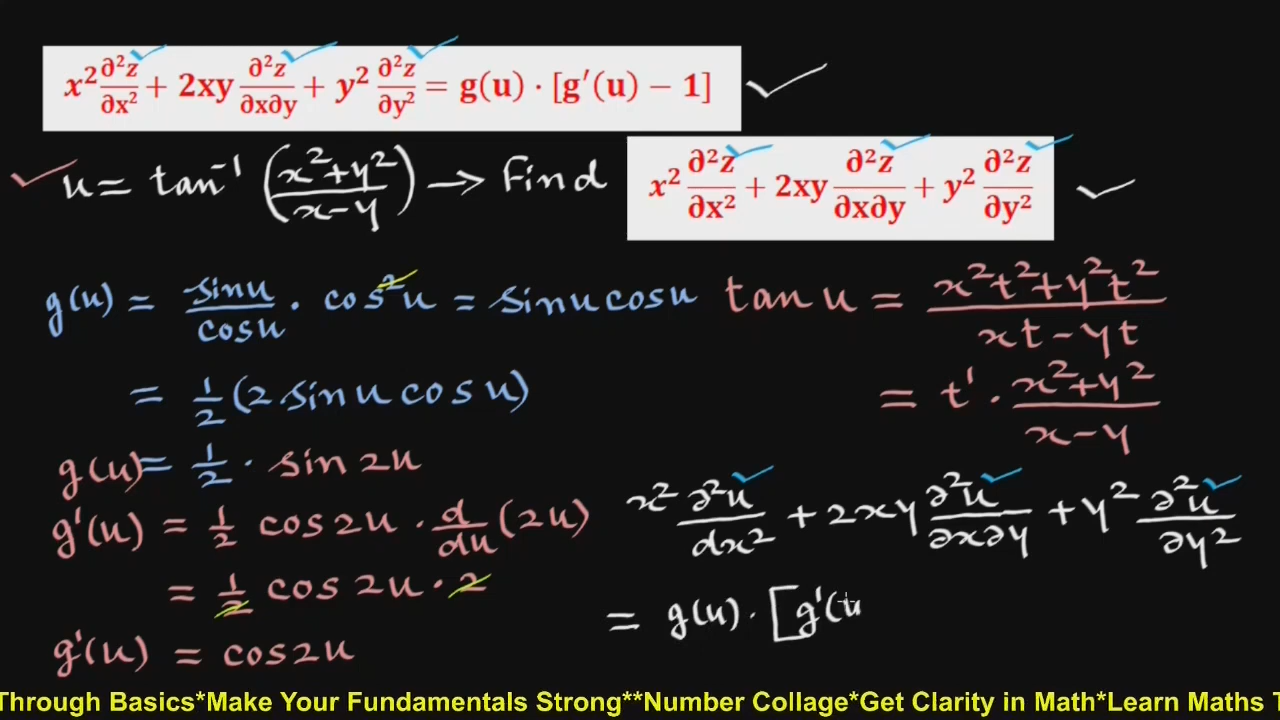 x² ∂²z/∂x² + 2xy ∂²z/∂x∂y + y² ∂²z/∂y² = g(u) · [g′(u) − 1]
u = tan⁻¹ (x²+y²/x−y) → Find x² ∂²z/∂x² + 2xy ∂²z/∂x∂y + y² ∂²z/∂y²
g(u) = sinu/cosu · cos²u = sinu cosu
= 1/2 (2 sinu cosu)
g(u) = 1/2 · sin 2u
g'(u) = 1/2 cos2u · d/du (2u)
= 1/2 cos 2u · 2
g'(u) = cos2u
tan u = x²t²+y²t²/xt−yt
= t' · x²+y²/x−y
x² ∂²u/dx² + 2xy ∂²u/∂x∂y + y² ∂²u/∂y²
= g(u) · [g'(u
Through Basics*Make Your Fundamentals Strong**Number Collage*Get Clarity in Math*Learn Maths T